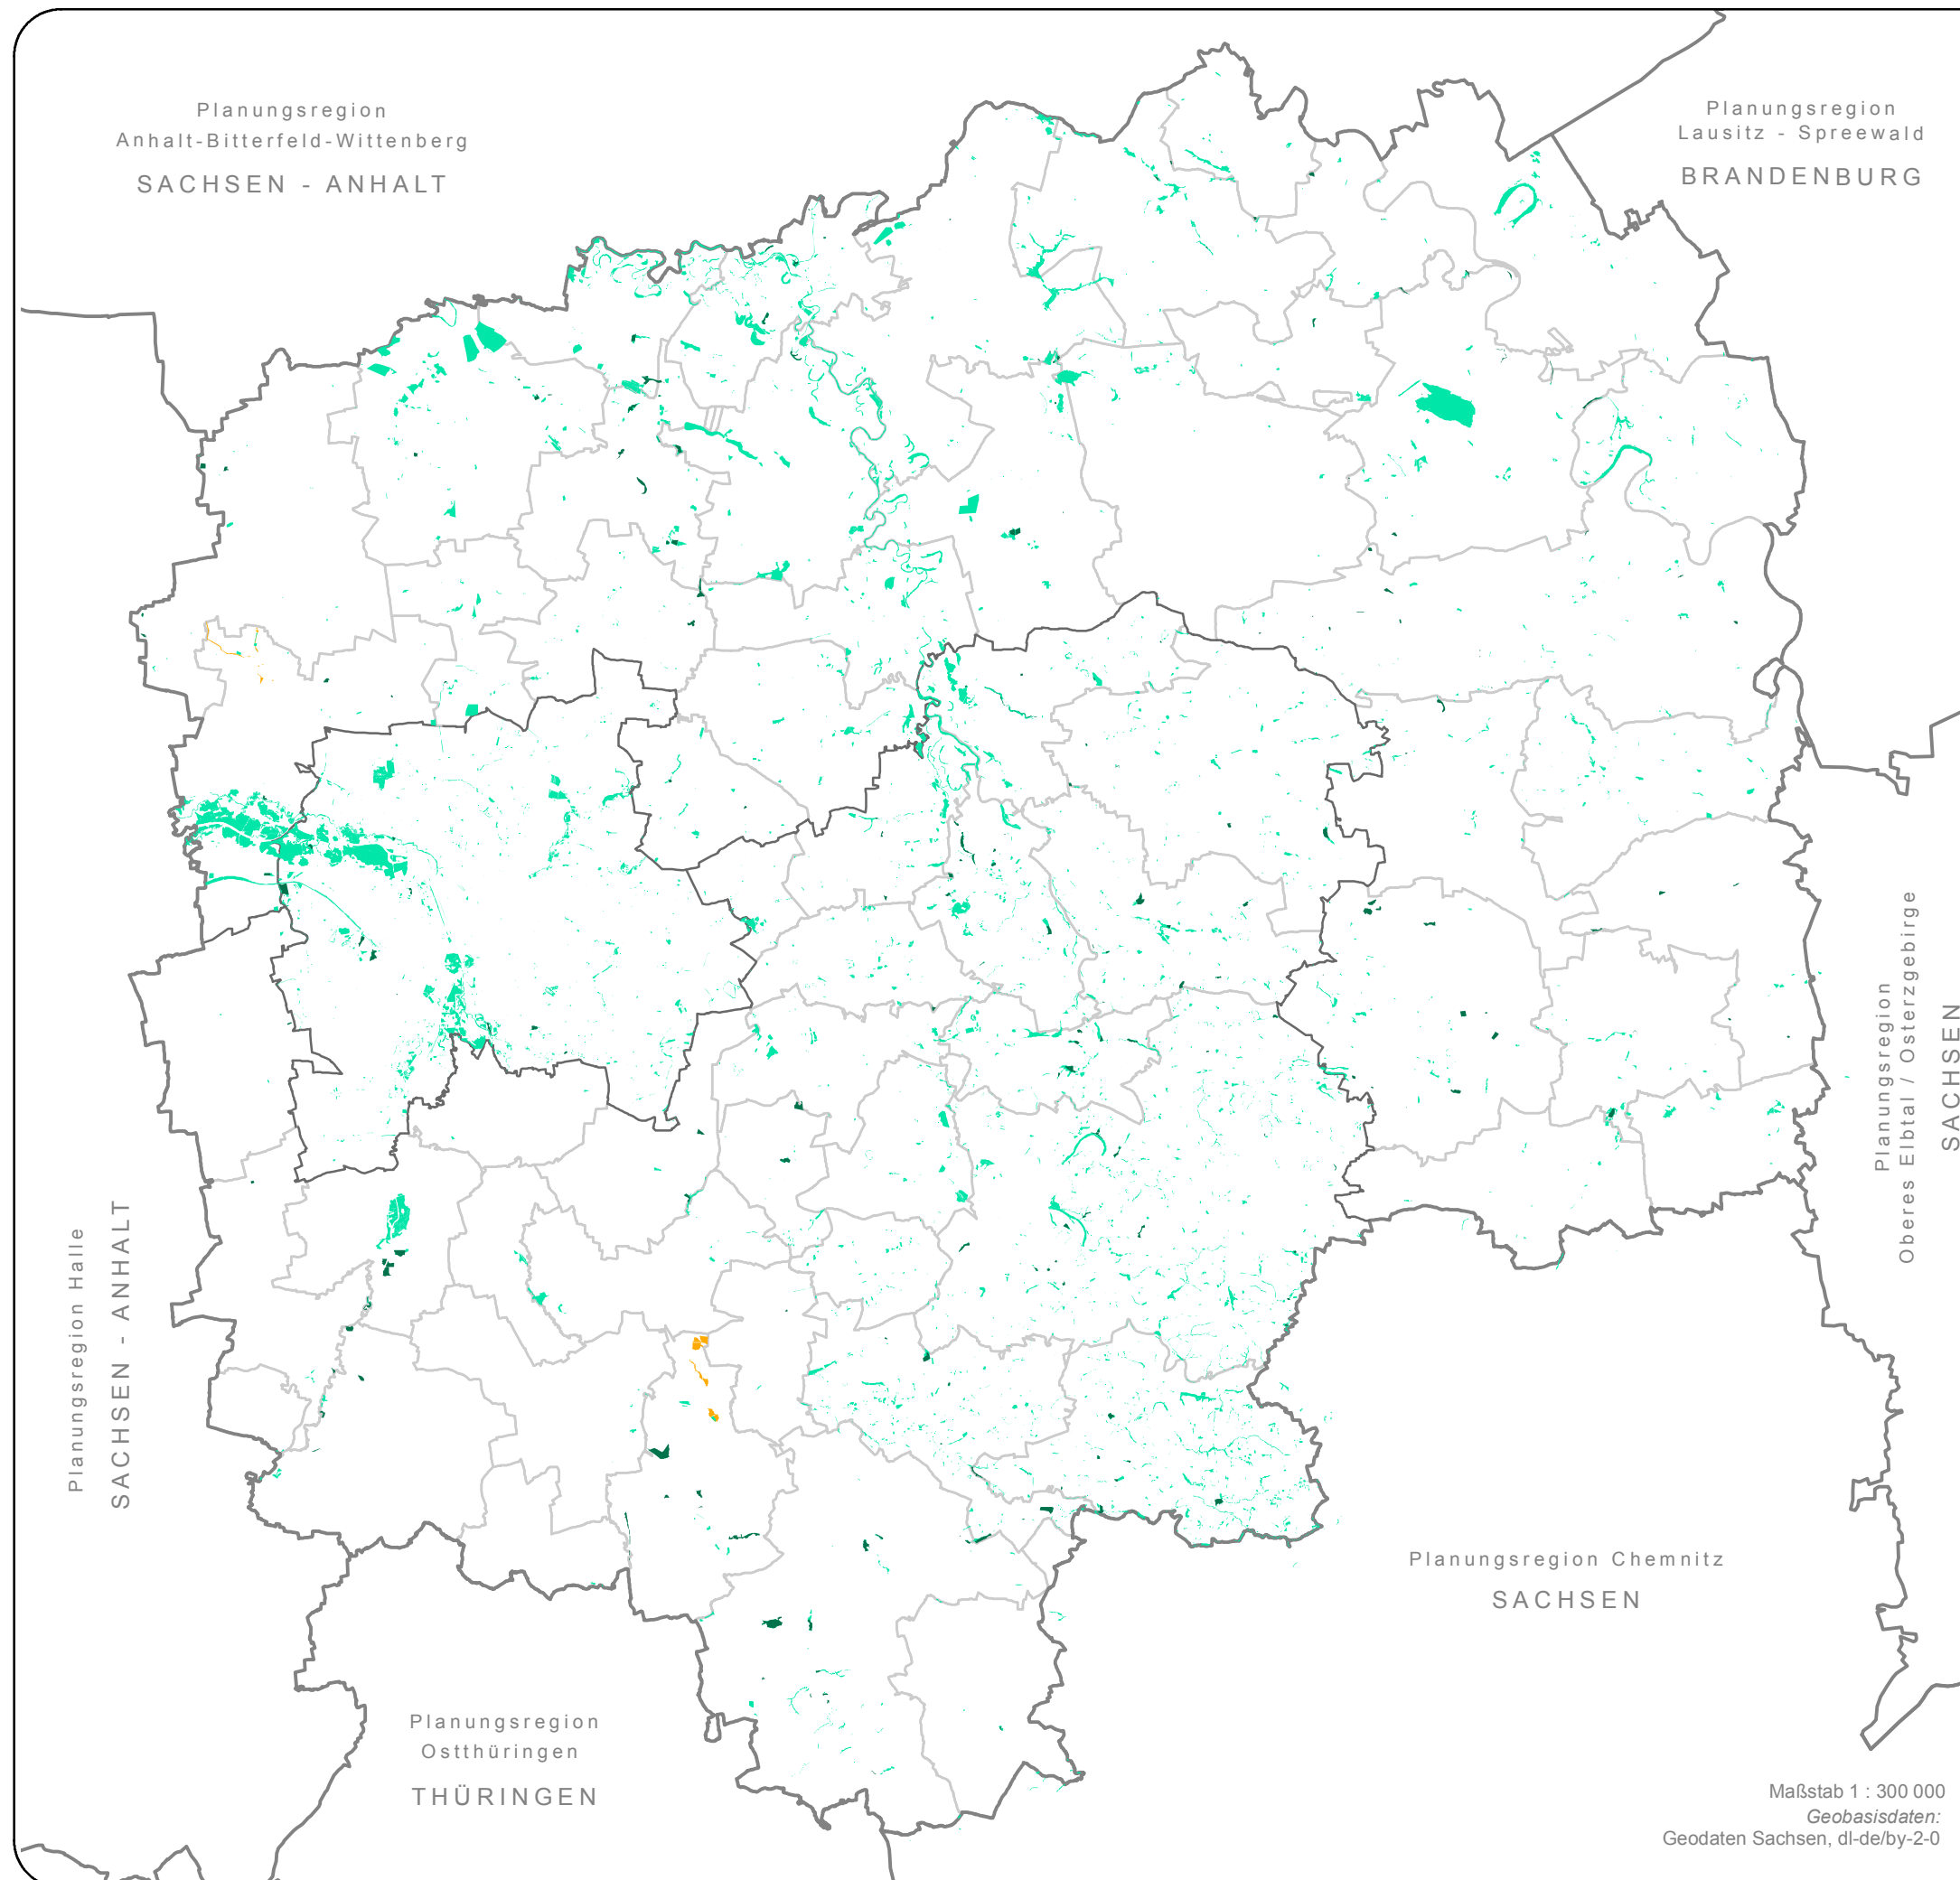 Planungsregion
Anhalt-Bitterfeld-Wittenberg
SACHSEN - ANHALT
Planungsregion
Lausitz - Spreewald
BRANDENBURG
Planungsregion
Oberes Elbtal / Osterzgebirge
SACHSEN
Planungsregion Halle
SACHSEN - ANHALT
Planungsregion Chemnitz
SACHSEN
Planungsregion
Ostthüringen
THÜRINGEN
Maßstab 1 : 300 000
Geobasisdaten:
Geodaten Sachsen, dl-de/by-2-0